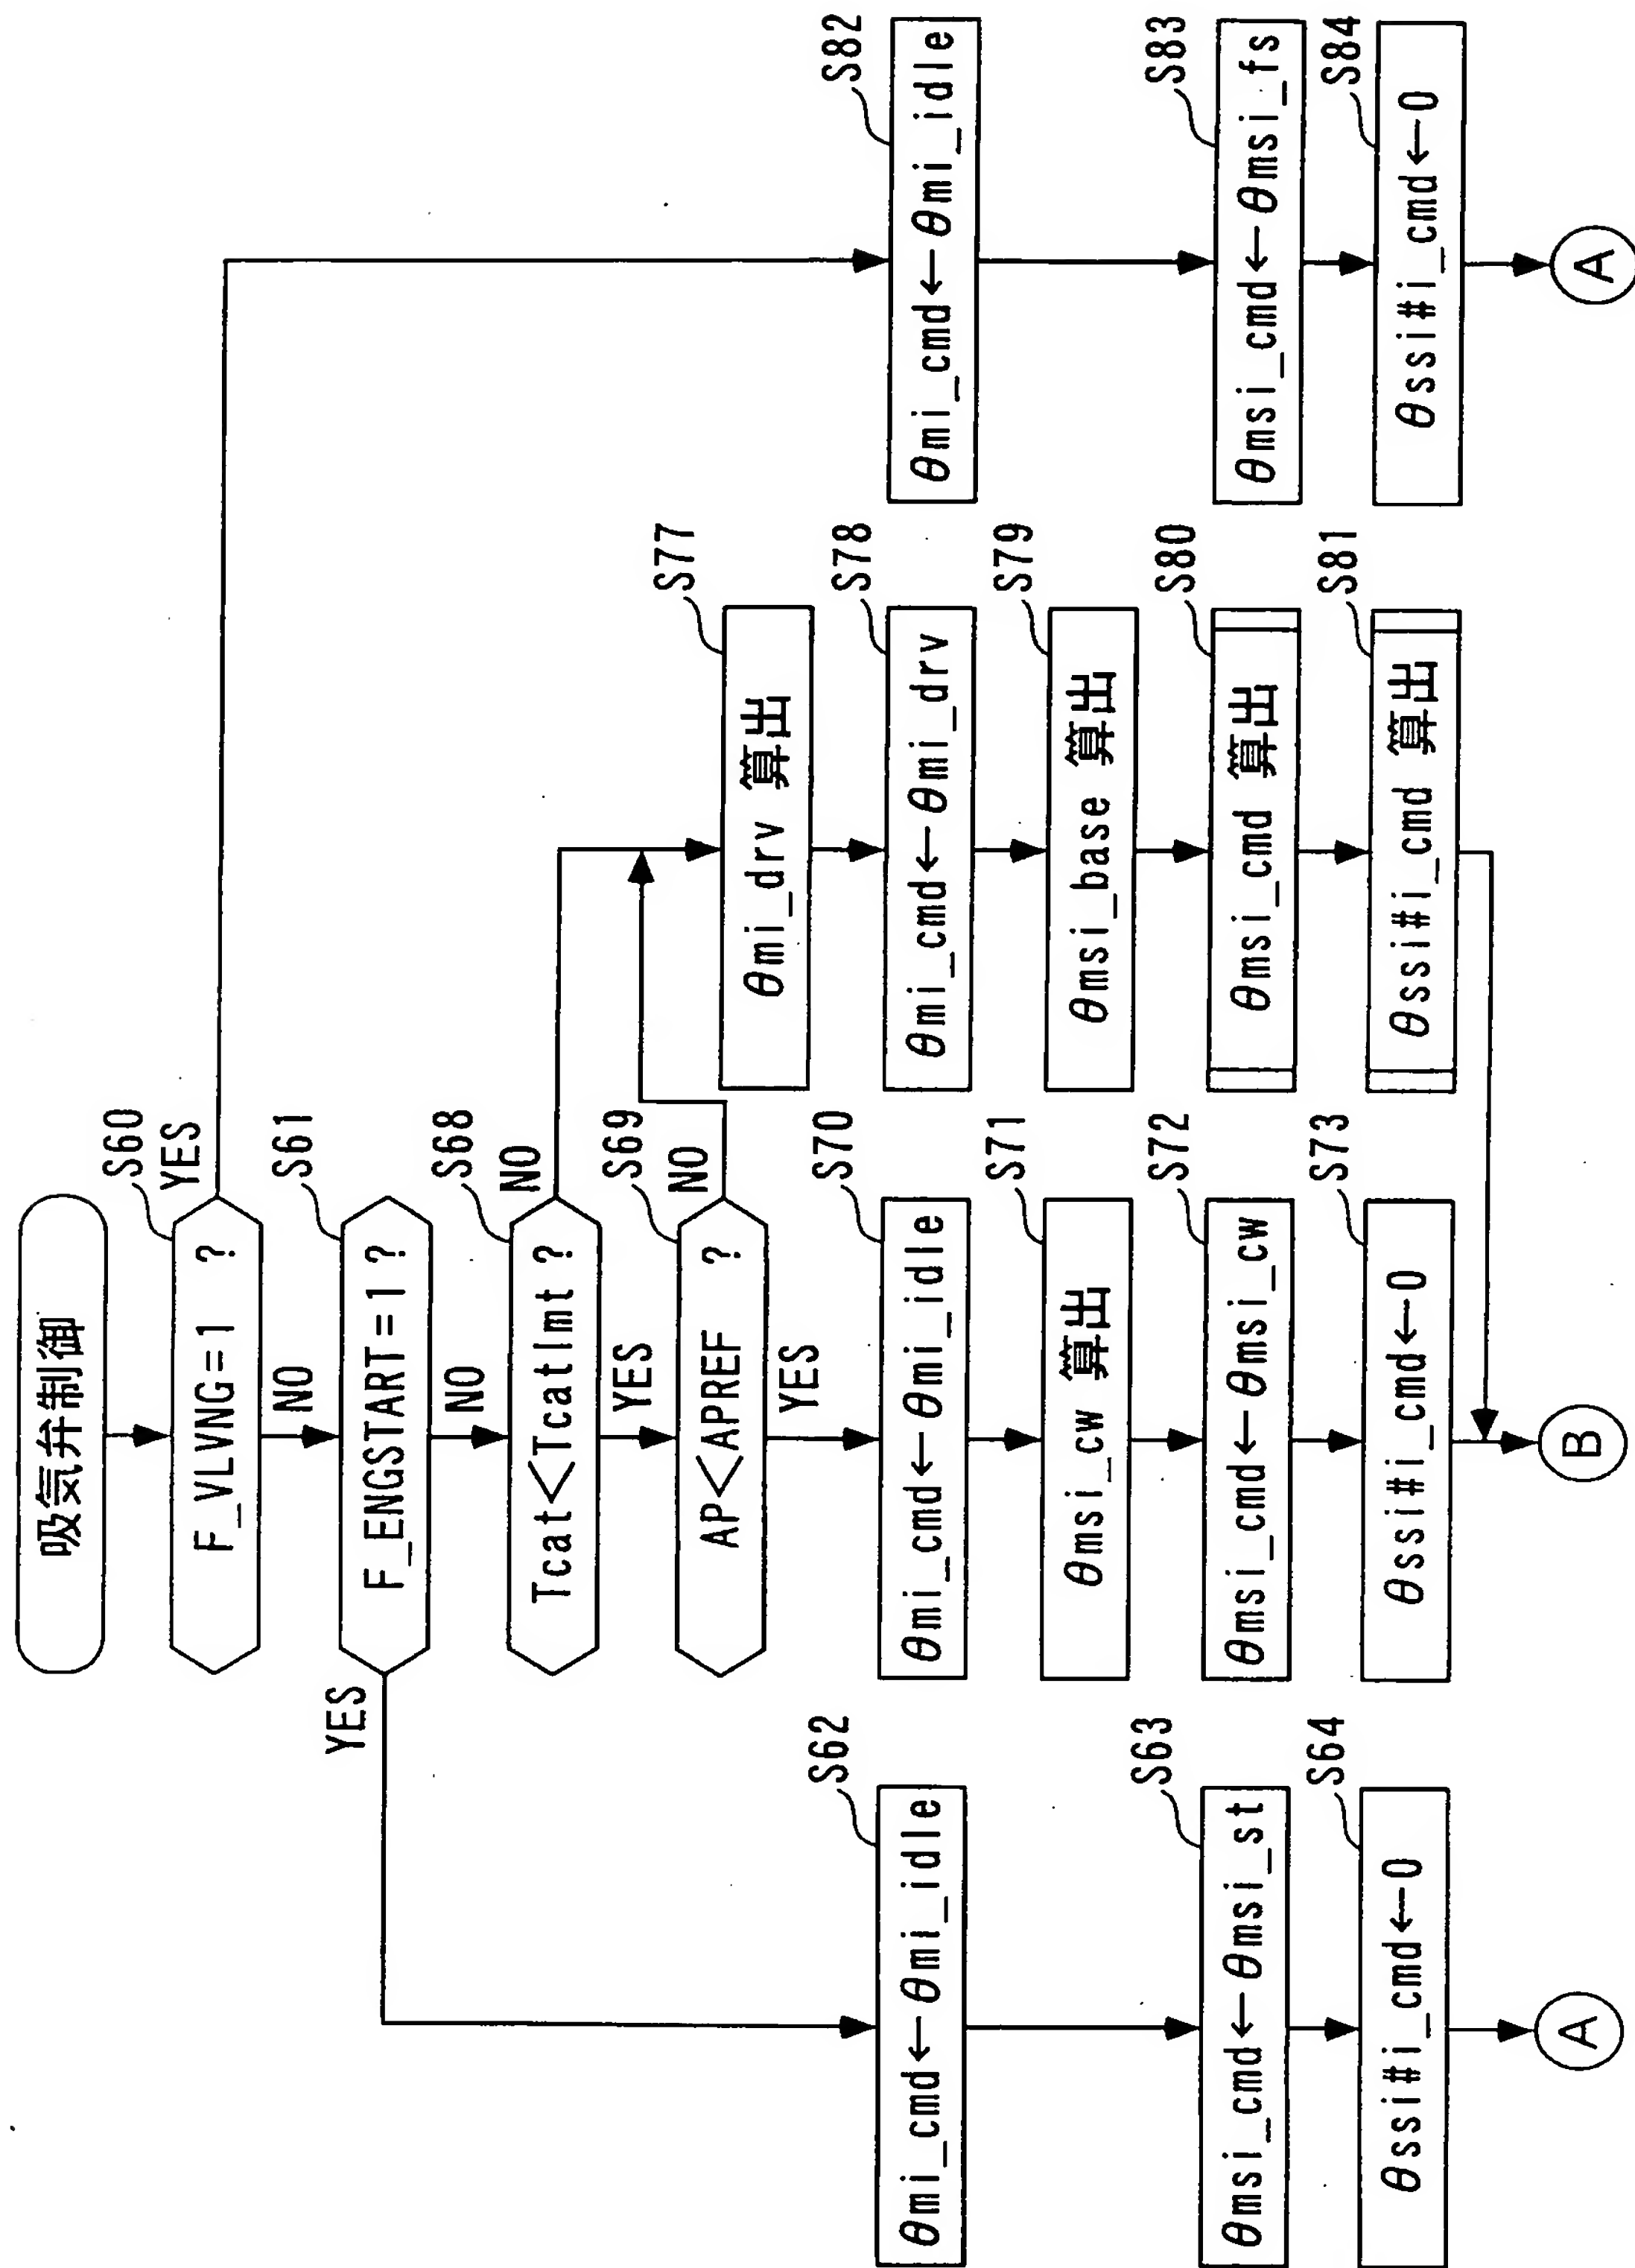 吸気弁制御
S60
F_VLVNG=1 ?
YES
NO
S61
F_ENGSTART=1?
YES
NO
S68
Tcat<Tcatlmt?
NO
YES
S69
AP<APREF ?
NO
YES
S62
θmi_cmd←θmi_idle
S63
θmsi_cmd←θmsi_st
S64
θssi#i_cmd←0
A
S70
θmi_cmd←θmi_idle
S71
θmsi_cw 算出
S72
θmsi_cmd←θmsi_cw
S73
θssi#i_cmd←0
B
S77
θmi_drv 算出
S78
θmi_cmd←θmi_drv
S79
θmsi_base 算出
S80
θmsi_cmd 算出
S81
θssi#i_cmd 算出
S82
θmi_cmd←θmi_idle
S83
θmsi_cmd←θmsi_fs
S84
θssi#i_cmd←0
A